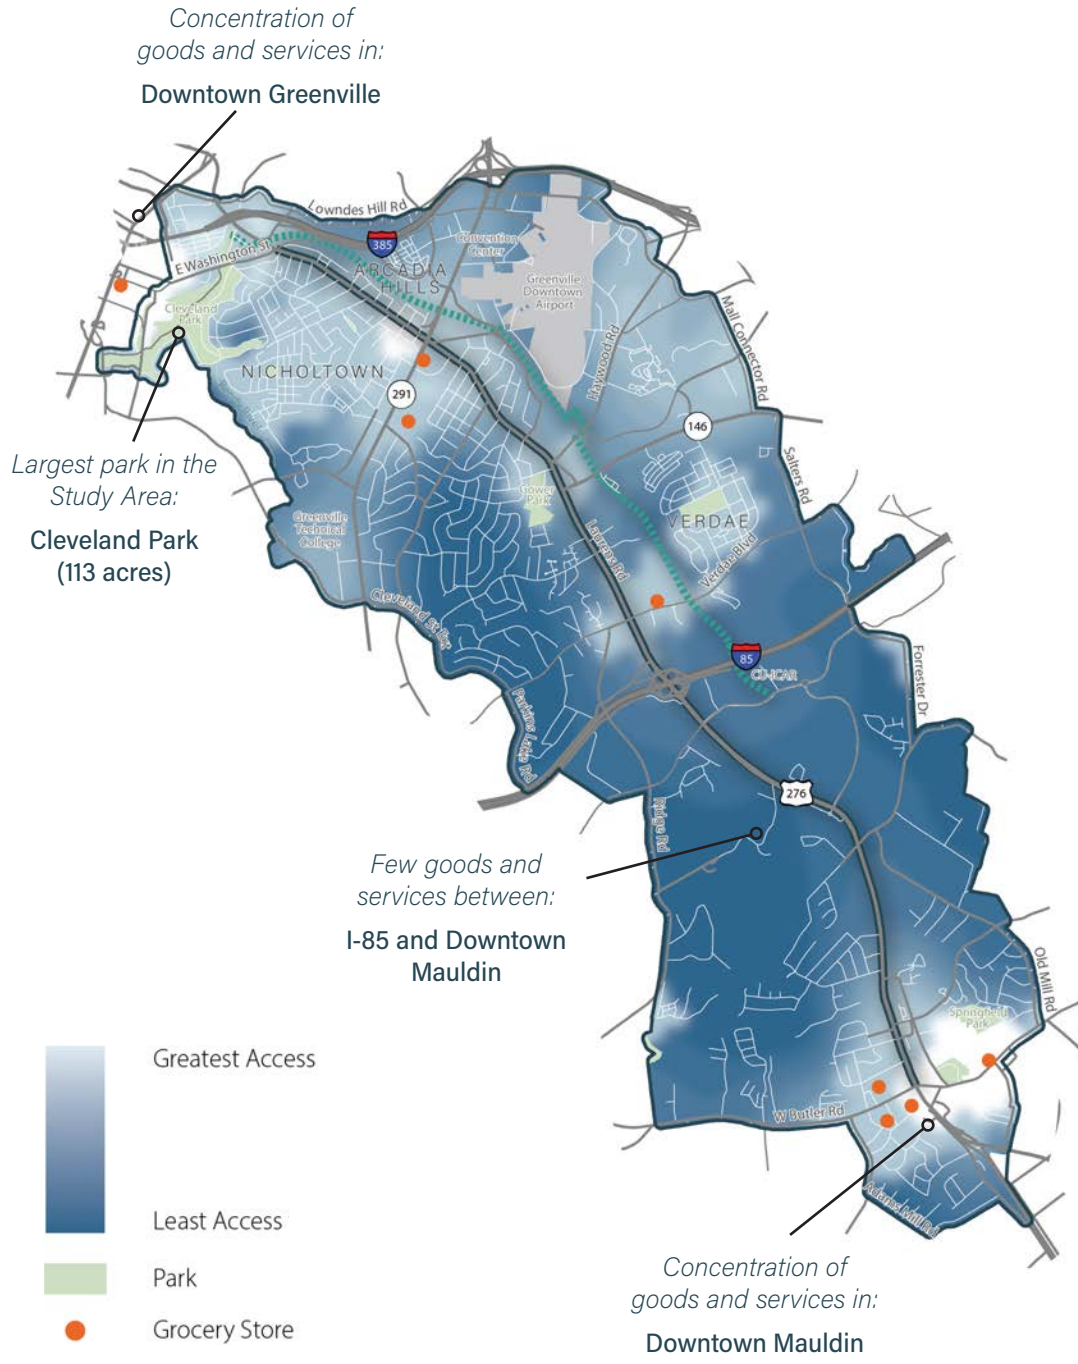 Concentration of
goods and services in:
Downtown Greenville
Lowndes Hill Rd
385
E Washington St
ARCADIA
HILLS
Convention
Center
Greenville
Downtown
Airport
Cleveland
Park
Mall Connector Rd
Haywood Rd
NICHOLTOWN
291
146
Largest park in the
Study Area:
Cleveland Park
(113 acres)
Salters Rd
Gower
Park
Greenville
Technical
College
VERDAE
Laurens Rd
Verdae Blvd
Cleveland St Ext
85
CU-ICAR
Forrester Dr
Parkins Lake Rd
276
Ridge Rd
Few goods and
services between:
I-85 and Downtown
Mauldin
Old Mill Rd
Springfield
Park
Greatest Access
W Butler Rd
Adams Mill Rd
Least Access
Park
Grocery Store
Concentration of
goods and services in:
Downtown Mauldin